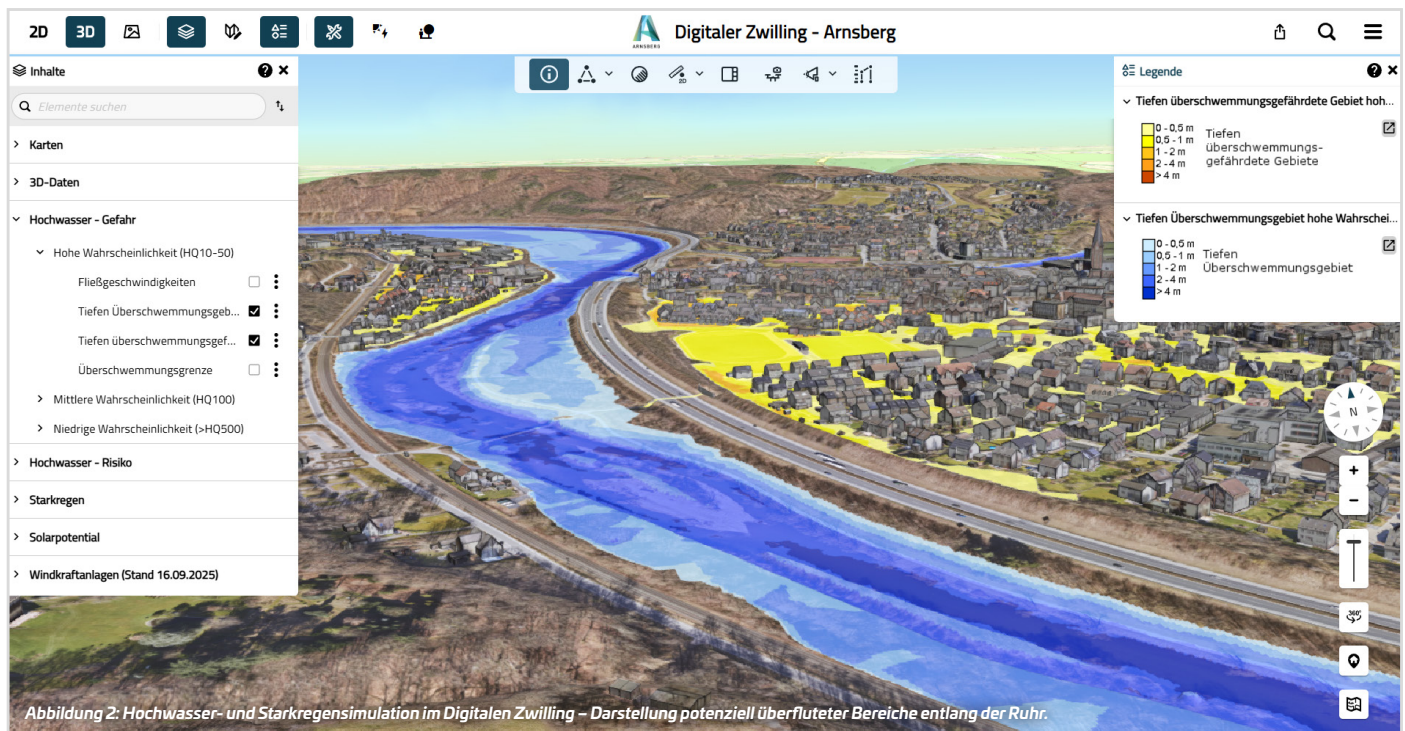 2D
3D
ARNSBERG
Digitaler Zwilling - Arnsberg
Inhalte
Elemente suchen
Karten
3D-Daten
Hochwasser - Gefahr
Hohe Wahrscheinlichkeit (HQ10-50)
Fließgeschwindigkeiten
Tiefen Überschwemmungsgeb...
Tiefen überschwemmungsgef...
Überschwemmungsgrenze
Mittlere Wahrscheinlichkeit (HQ100)
Niedrige Wahrscheinlichkeit (>HQ500)
Hochwasser - Risiko
Starkregen
Solarpotential
Windkraftanlagen (Stand 16.09.2025)
2D
Legende
Tiefen überschwemmungsgefährdete Gebiet hoh...
0 - 0,5 m
0,5 - 1 m
1 - 2 m
2 - 4 m
> 4 m
Tiefen
überschwemmungs-
gefährdete Gebiete
Tiefen Überschwemmungsgebiet hohe Wahrschei...
0 - 0,5 m
0,5 - 1 m
1 - 2 m
2 - 4 m
> 4 m
Tiefen
Überschwemmungsgebiet
N
+
−
360°
Abbildung 2: Hochwasser- und Starkregensimulation im Digitalen Zwilling – Darstellung potenziell überfluteter Bereiche entlang der Ruhr.